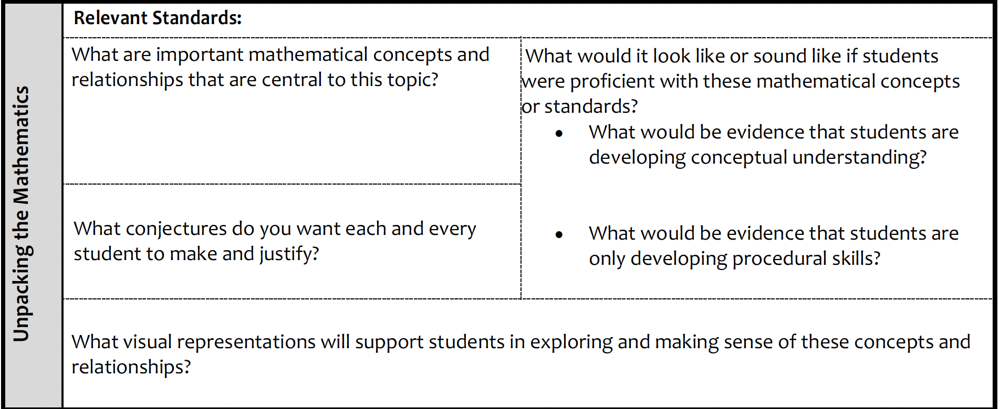 Unpacking the Mathematics
Relevant Standards:
What are important mathematical concepts and
relationships that are central to this topic?
What conjectures do you want each and every
student to make and justify?
What would it look like or sound like if students
were proficient with these mathematical concepts
or standards?
• What would be evidence that students are
developing conceptual understanding?
• What would be evidence that students are
only developing procedural skills?
What visual representations will support students in exploring and making sense of these concepts and
relationships?